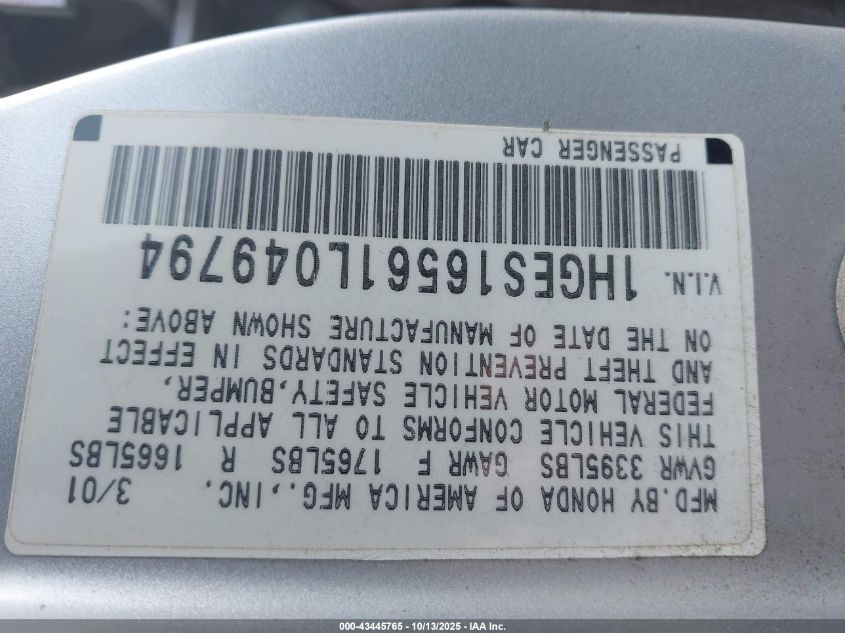 MFD.BY HONDA OF AMERICA MFG.,INC. 3/01
GVWR 3395LBS GAWR F 1765LBS R 1665LBS
THIS VEHICLE CONFORMS TO ALL APPLICABLE
FEDERAL MOTOR VEHICLE SAFETY,BUMPER,
AND THEFT PREVENTION STANDARDS IN EFFECT
ON THE DATE OF MANUFACTURE SHOWN ABOVE:
V.I.N. 1HGES16561L049794
PASSENGER CAR
000-43445765 - 10/13/2025 - IAA Inc.